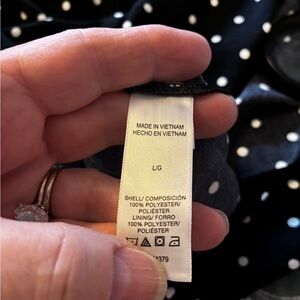 MADE IN VIETNAM
HECHO EN VIETNAM
L/G
SHELL/ COMPOSICIÓN
100% POLYESTER/
POLIÉSTER
LINING/ FORRO
100% POLYESTER/
POLIÉSTER